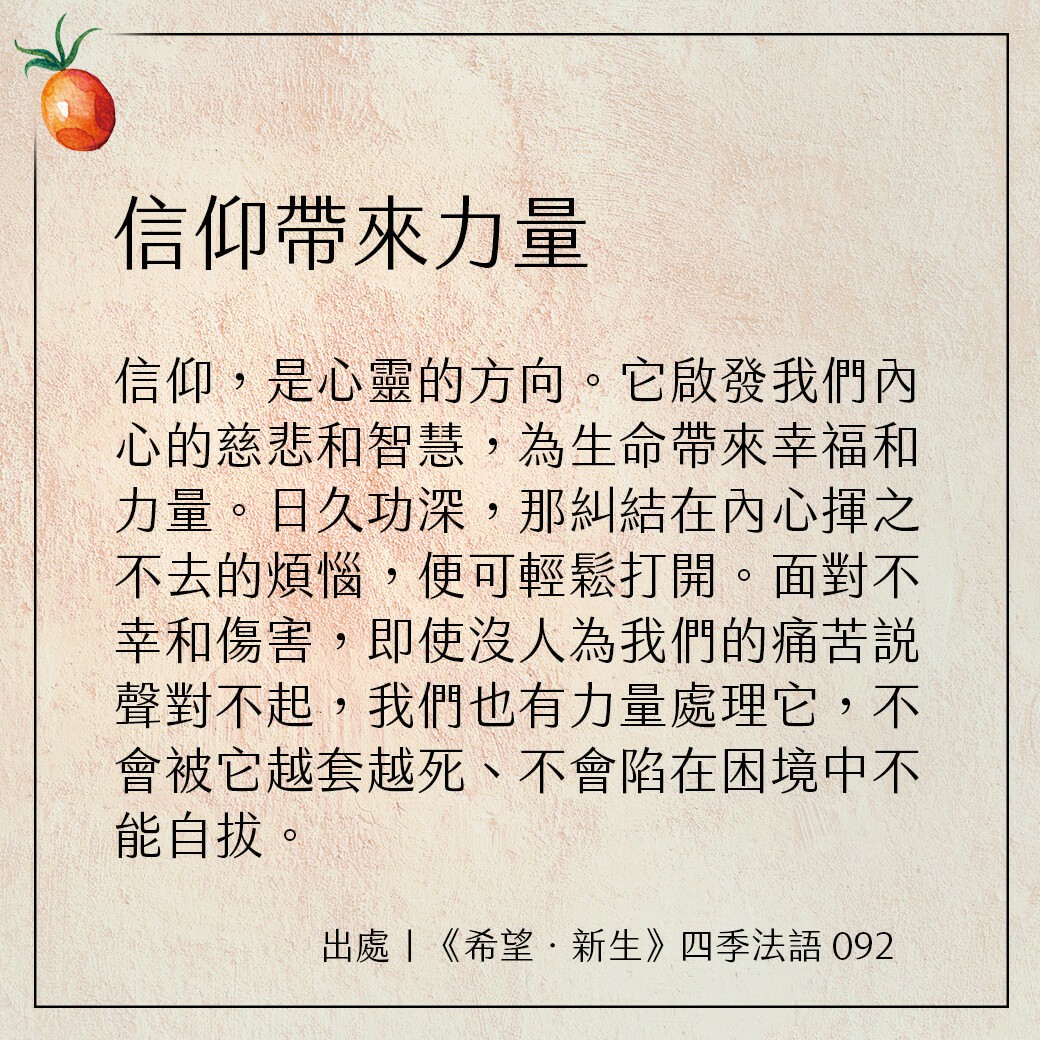 信仰帶來力量
信仰，是心靈的方向。它啟發我們內
心的慈悲和智慧，為生命帶來幸福和
力量。日久功深，那糾結在內心揮之
不去的煩惱，便可輕鬆打開。面對不
幸和傷害，即使沒人為我們的痛苦説
聲對不起，我們也有力量處理它，不
會被它越套越死、不會陷在困境中不
能自拔。
出處｜《希望．新生》四季法語 092